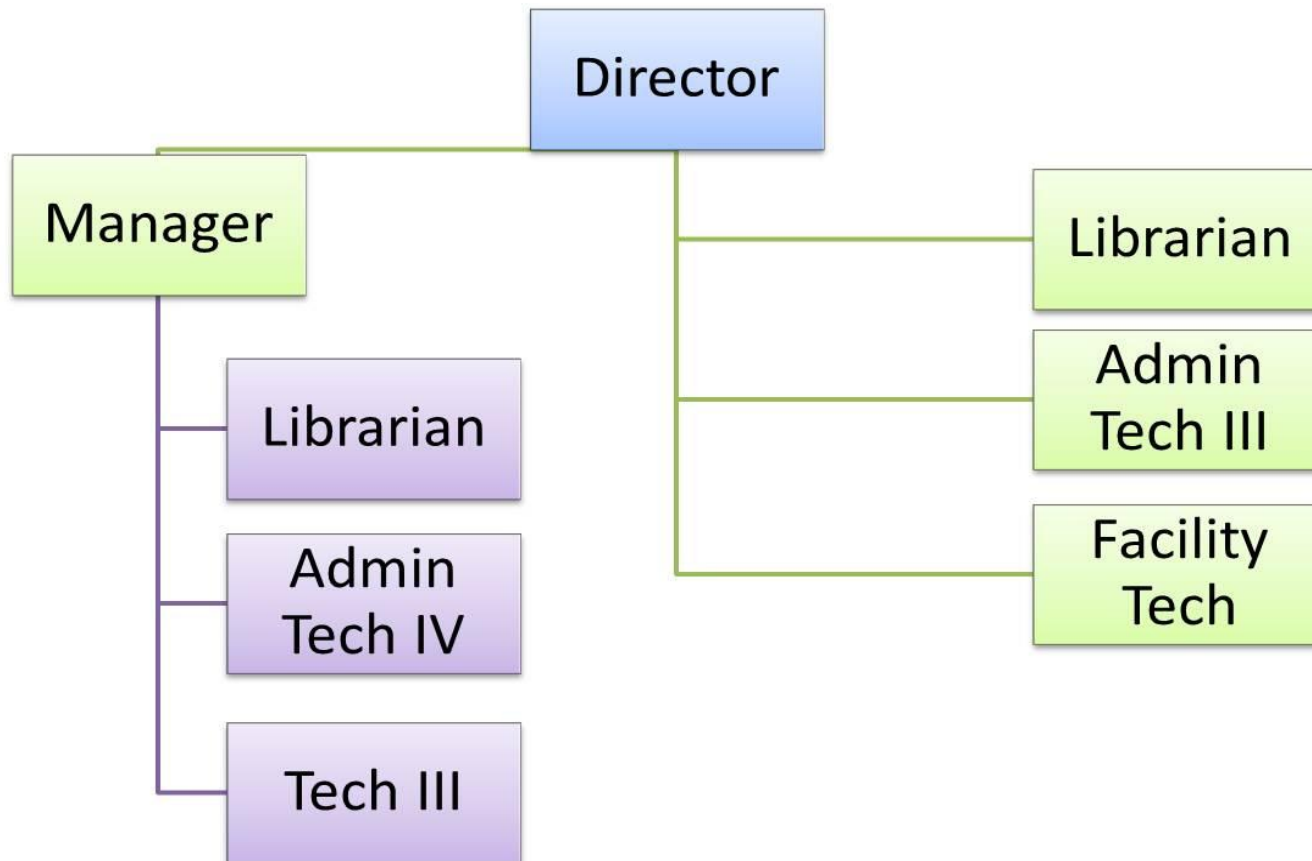 Director
Manager
Librarian
Admin
Tech IV
Tech III
Librarian
Admin
Tech III
Facility
Tech